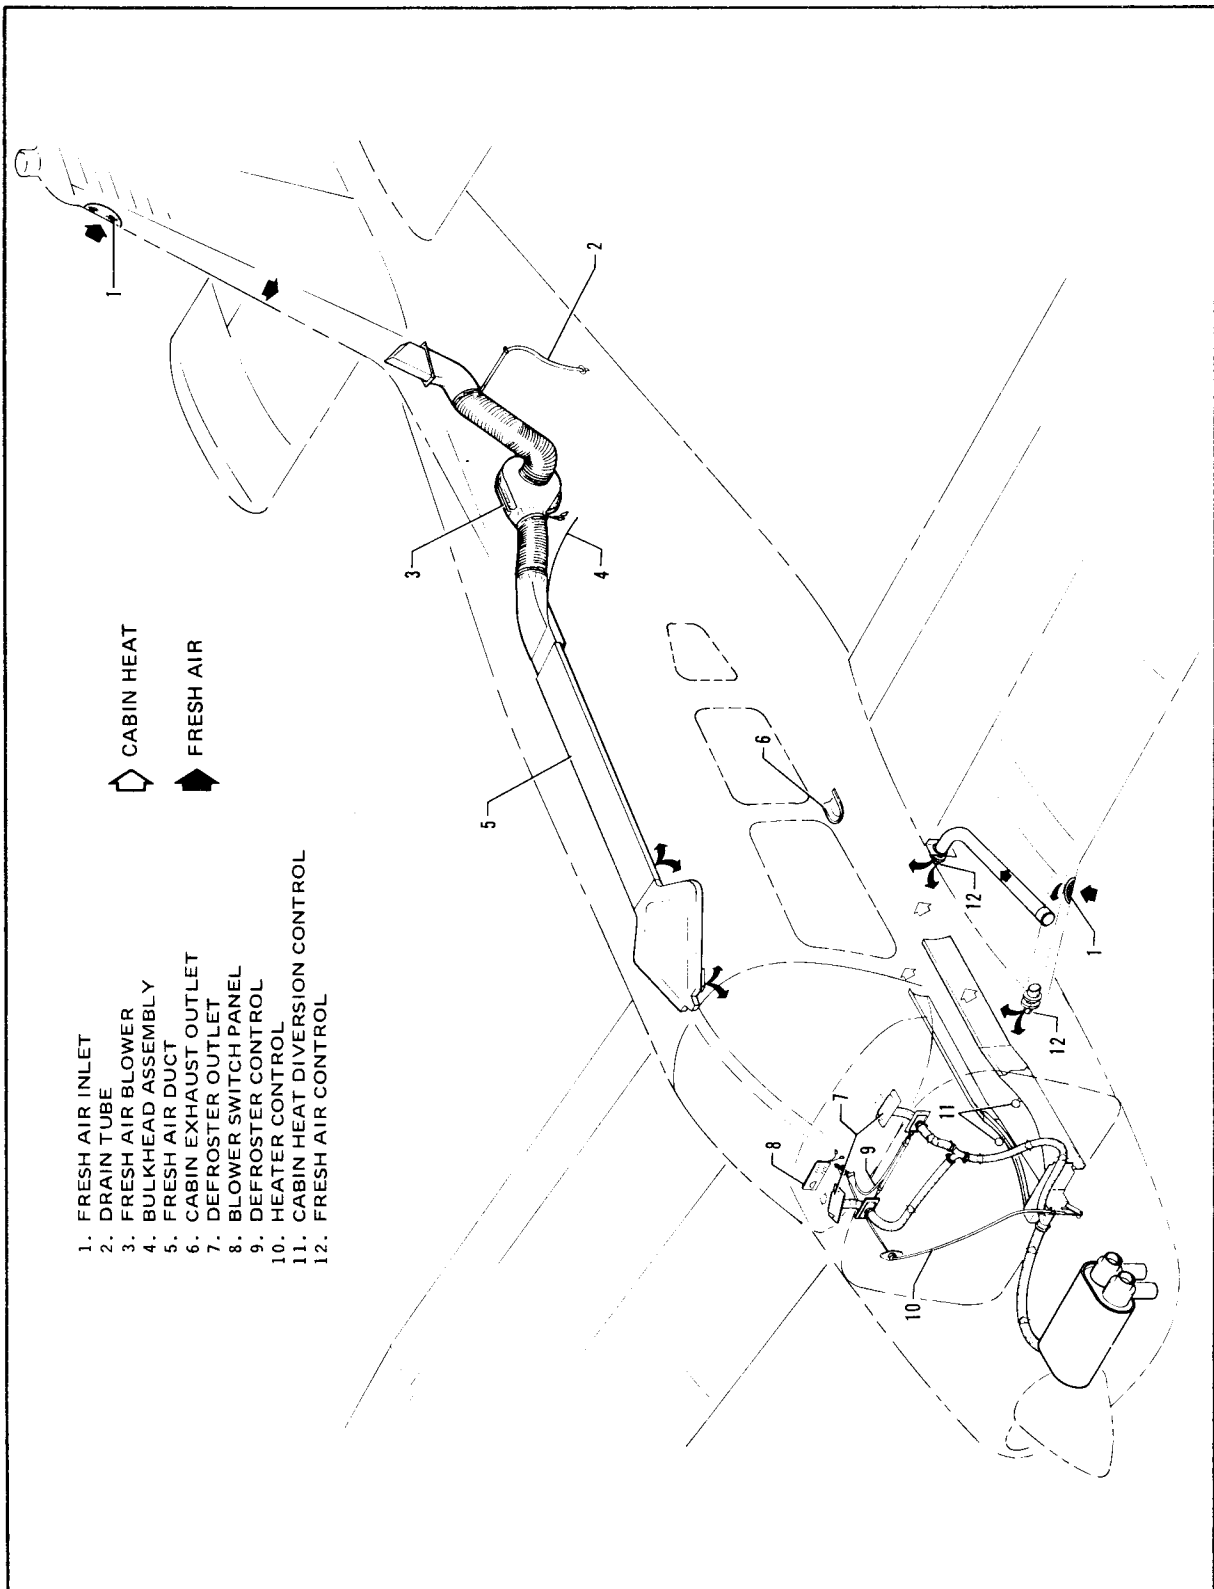 1. FRESH AIR INLET
2. DRAIN TUBE
3. FRESH AIR BLOWER
4. BULKHEAD ASSEMBLY
5. FRESH AIR DUCT
6. CABIN EXHAUST OUTLET
7. DEFROSTER OUTLET
8. BLOWER SWITCH PANEL
9. DEFROSTER CONTROL
10. HEATER CONTROL
11. CABIN HEAT DIVERSION CONTROL
12. FRESH AIR CONTROL
CABIN HEAT
FRESH AIR
1
2
3
4
5
6
7
8
9
10
11
12
12
1